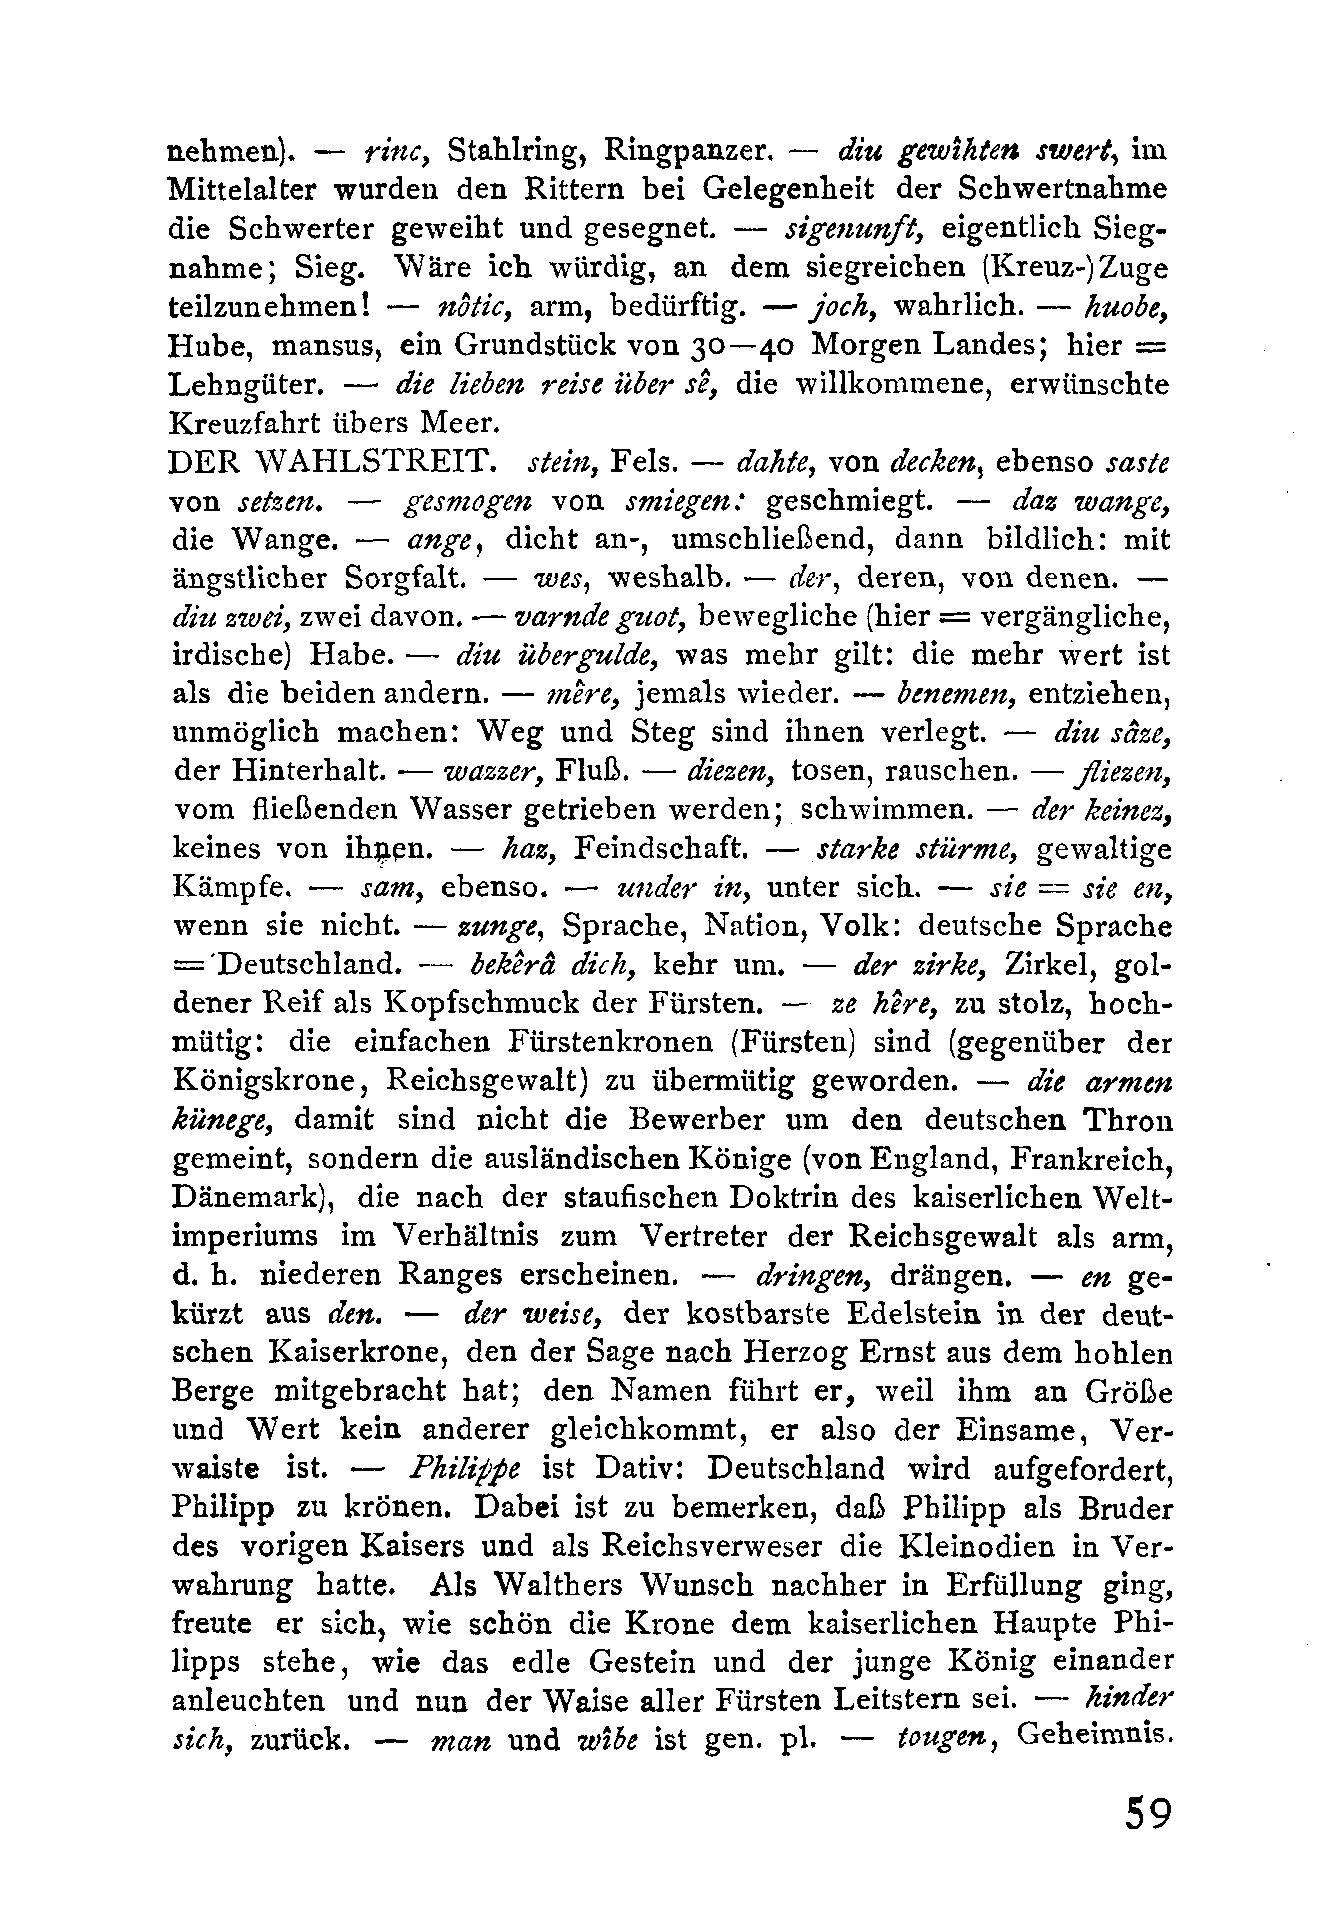 nehmen). — rinc, Stahlring, Ringpanzer. — diu gewîhten swert, im
Mittelalter wurden den Rittern bei Gelegenheit der Schwertnahme
die Schwerter geweiht und gesegnet. — sigenunft, eigentlich Sieg-
nahme; Sieg. Wäre ich würdig, an dem siegreichen (Kreuz-)Zuge
teilzunehmen! — nôtic, arm, bedürftig. — joch, wahrlich. — huobe,
Hube, mansus, ein Grundstück von 30—40 Morgen Landes; hier =
Lehngüter. — die lieben reise über sê, die willkommene, erwünschte
Kreuzfahrt übers Meer.
DER WAHLSTREIT. stein, Fels. — dahte, von decken, ebenso saste
von setzen. — gesmogen von smiegen: geschmiegt. — daz wange,
die Wange. — ange, dicht an-, umschließend, dann bildlich: mit
ängstlicher Sorgfalt. — wes, weshalb. — der, deren, von denen. —
diu zwei, zwei davon. — varnde guot, bewegliche (hier = vergängliche,
irdische) Habe. — diu übergulde, was mehr gilt: die mehr wert ist
als die beiden andern. — mêre, jemals wieder. — benemen, entziehen,
unmöglich machen: Weg und Steg sind ihnen verlegt. — diu sâze,
der Hinterhalt. — wazzer, Fluß. — diezen, tosen, rauschen. — fliezen,
vom fließenden Wasser getrieben werden; schwimmen. — der keinez,
keines von ihnen. — haz, Feindschaft. — starke stürme, gewaltige
Kämpfe. — sam, ebenso. — under in, unter sich. — sie = sie en,
wenn sie nicht. — zunge, Sprache, Nation, Volk: deutsche Sprache
= Deutschland. — bekêrâ dich, kehr um. — der zirke, Zirkel, gol-
dener Reif als Kopfschmuck der Fürsten. — ze hêre, zu stolz, hoch-
mütig: die einfachen Fürstenkronen (Fürsten) sind (gegenüber der
Königskrone, Reichsgewalt) zu übermütig geworden. — die armen
künege, damit sind nicht die Bewerber um den deutschen Thron
gemeint, sondern die ausländischen Könige (von England, Frankreich,
Dänemark), die nach der staufischen Doktrin des kaiserlichen Welt-
imperiums im Verhältnis zum Vertreter der Reichsgewalt als arm,
d. h. niederen Ranges erscheinen. — dringen, drängen. — en ge-
kürzt aus den. — der weise, der kostbarste Edelstein in der deut-
schen Kaiserkrone, den der Sage nach Herzog Ernst aus dem hohlen
Berge mitgebracht hat; den Namen führt er, weil ihm an Größe
und Wert kein anderer gleichkommt, er also der Einsame, Ver-
waiste ist. — Philippe ist Dativ: Deutschland wird aufgefordert,
Philipp zu krönen. Dabei ist zu bemerken, daß Philipp als Bruder
des vorigen Kaisers und als Reichsverweser die Kleinodien in Ver-
wahrung hatte. Als Walthers Wunsch nachher in Erfüllung ging,
freute er sich, wie schön die Krone dem kaiserlichen Haupte Phi-
lipps stehe, wie das edle Gestein und der junge König einander
anleuchten und nun der Waise aller Fürsten Leitstern sei. — hinder
sich, zurück. — man und wîbe ist gen. pl. — tougen, Geheimnis.
59